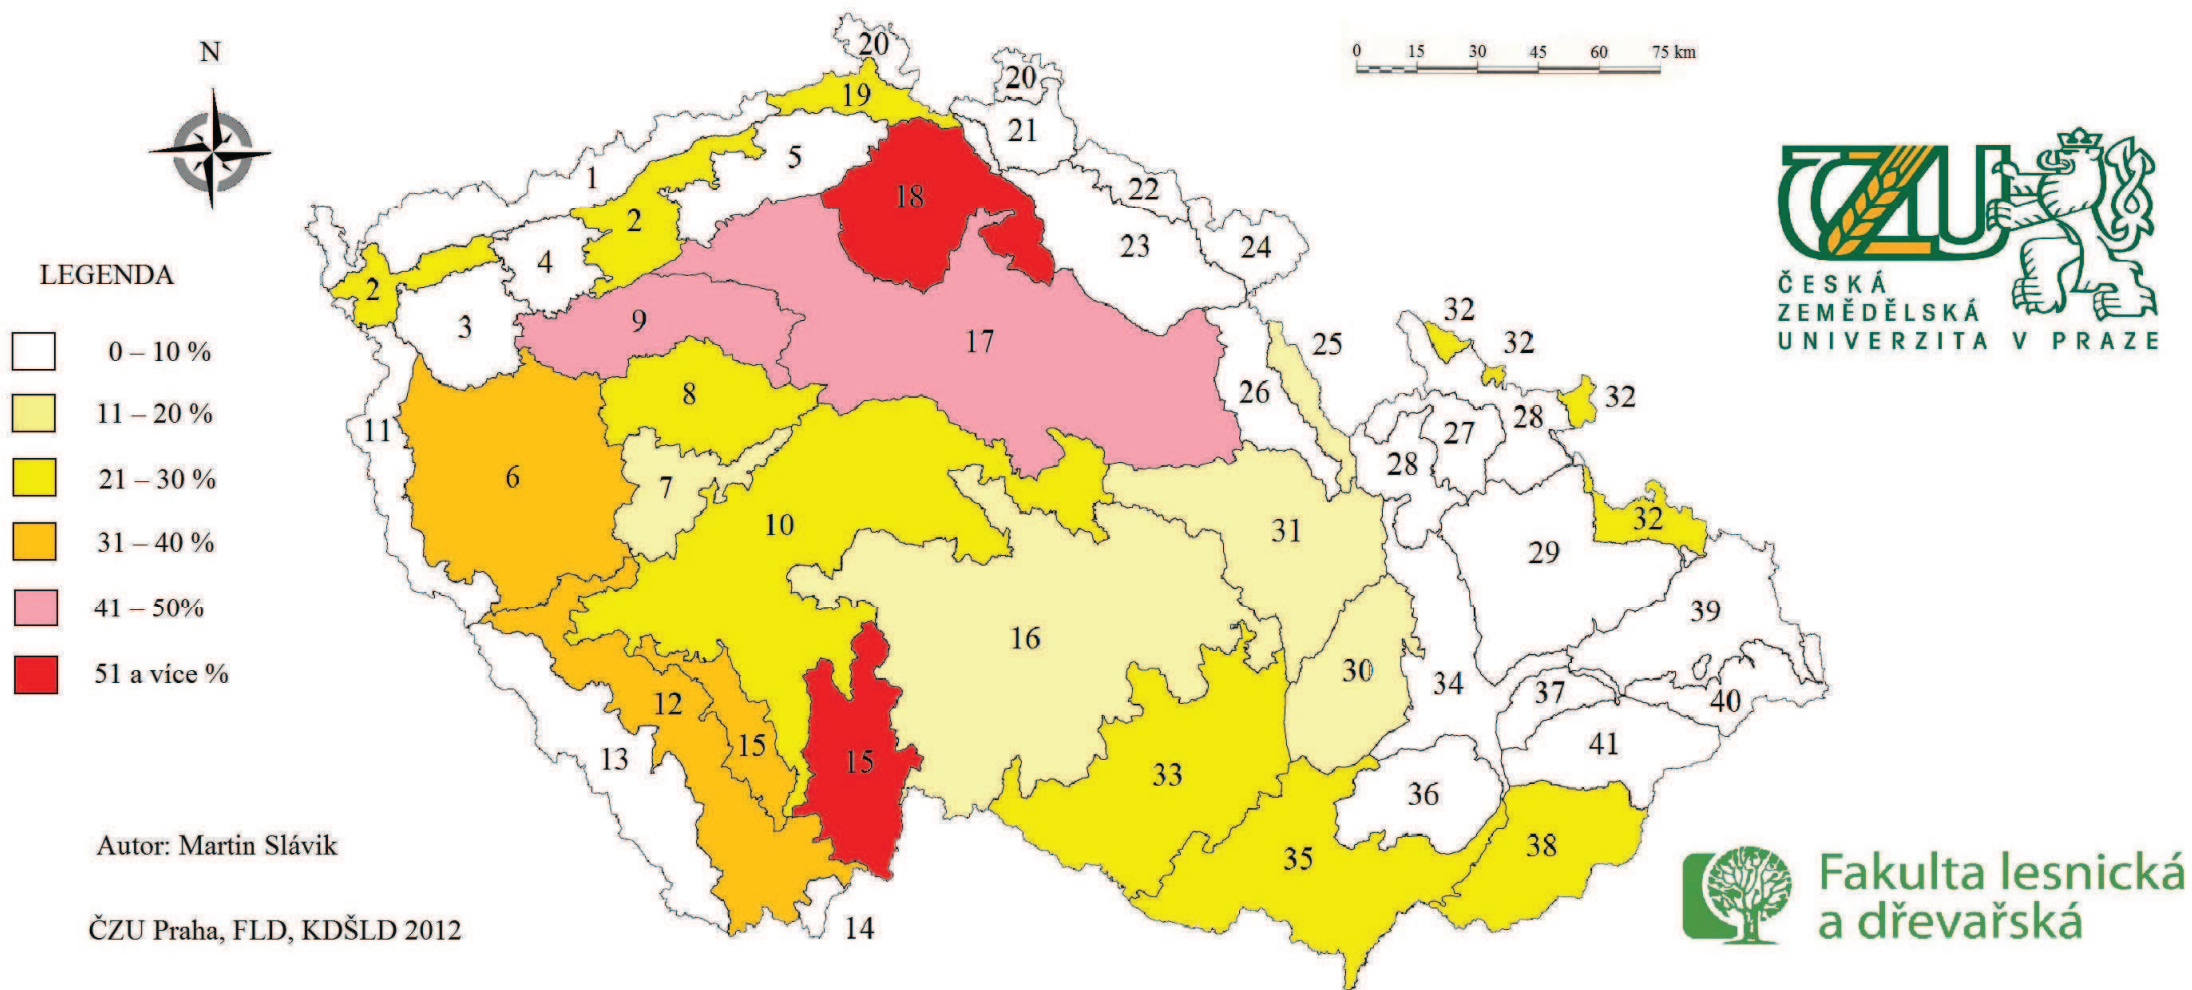 N
0 15 30 45 60 75 km
LEGENDA
0 – 10 %
11 – 20 %
21 – 30 %
31 – 40 %
41 – 50%
51 a více %
Autor: Martin Slávik
ČZU Praha, FLD, KDŠLD 2012
20
20
19
21
1
5
22
18
2
23
24
4
2
3
9
17
32
25
32
8
26
32
11
28
27
6
7
28
10
31
32
29
16
39
30
34
12
37
40
15
13
15
41
33
36
35
38
14
ČZU
ČESKÁ
ZEMĚDĚLSKÁ
UNIVERZITA V PRAZE
Fakulta lesnická
a dřevařská